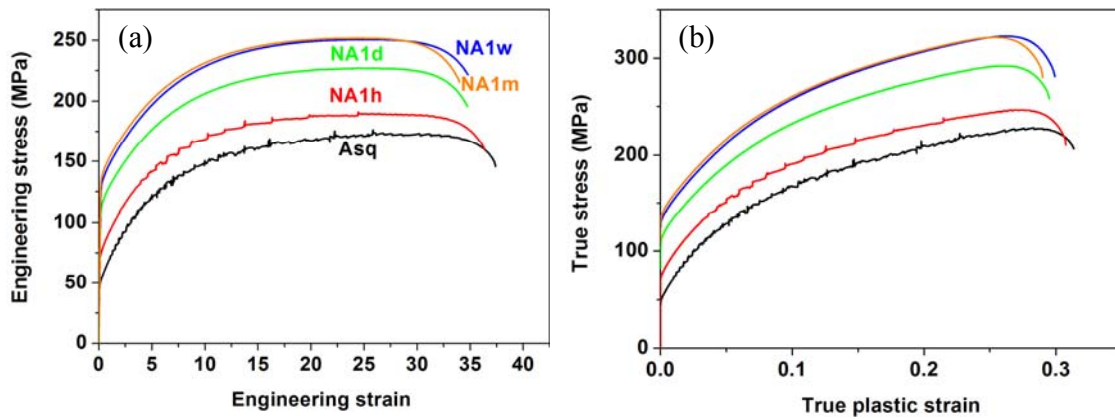 (a)
250
200
150
100
50
0
Engineering stress (MPa)
NA1w
NA1d
NA1m
NA1h
Asq
0 5 10 15 20 25 30 35 40
Engineering strain
(b)
300
200
100
0
True stress (MPa)
0.0 0.1 0.2 0.3
True plastic strain